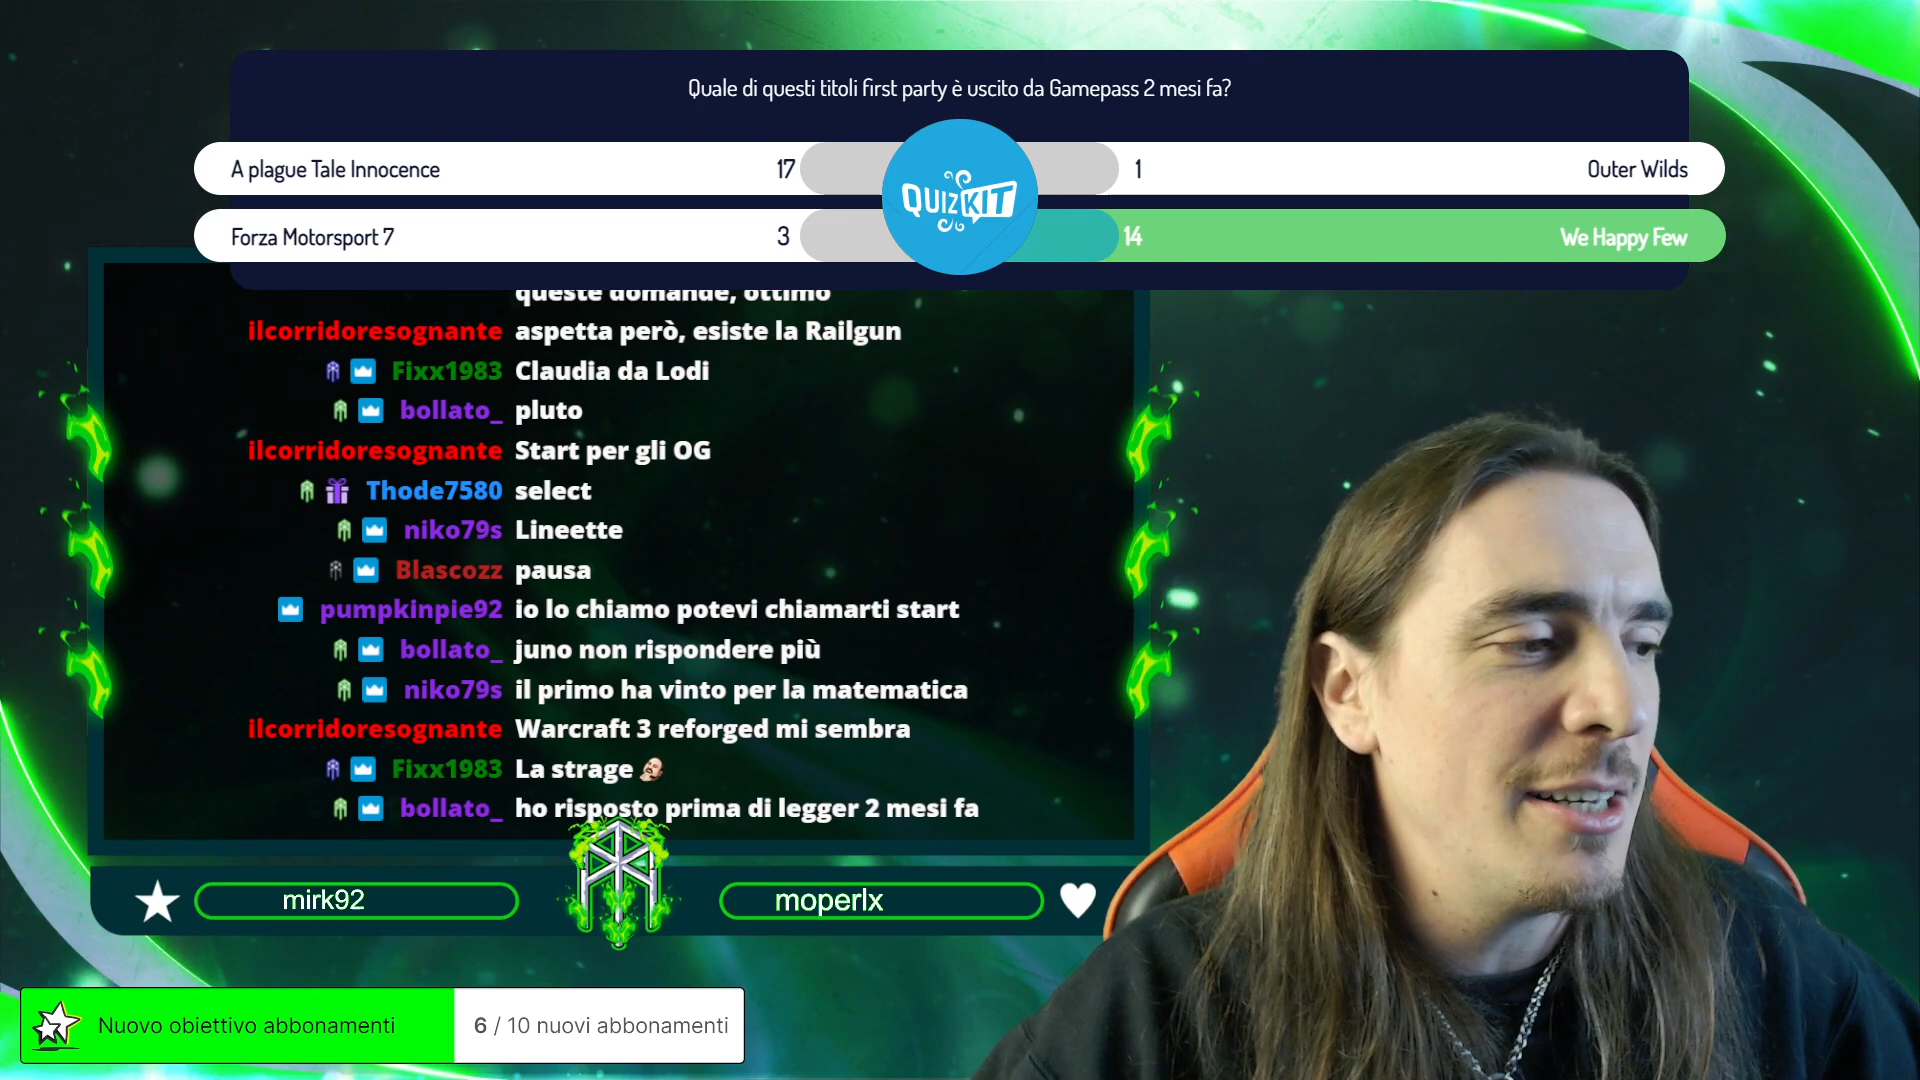 Quale di questi titoli first party è uscito da Gamepass 2 mesi fa?
A plague Tale Innocence 17
1 Outer Wilds
Forza Motorsport 7 3
14 We Happy Few
QUIZKIT
queste domande, ottimo
ilcorridoresognante aspetta però, esiste la Railgun
Fixx1983 Claudia da Lodi
bollato_ pluto
ilcorridoresognante Start per gli OG
Thode7580 select
niko79s Lineette
Blascozz pausa
pumpkinpie92 io lo chiamo potevi chiamarti start
bollato_ juno non rispondere più
niko79s il primo ha vinto per la matematica
ilcorridoresognante Warcraft 3 reforged mi sembra
Fixx1983 La strage
bollato_ ho risposto prima di legger 2 mesi fa
mirk92
moperlx
Nuovo obiettivo abbonamenti
6 / 10 nuovi abbonamenti